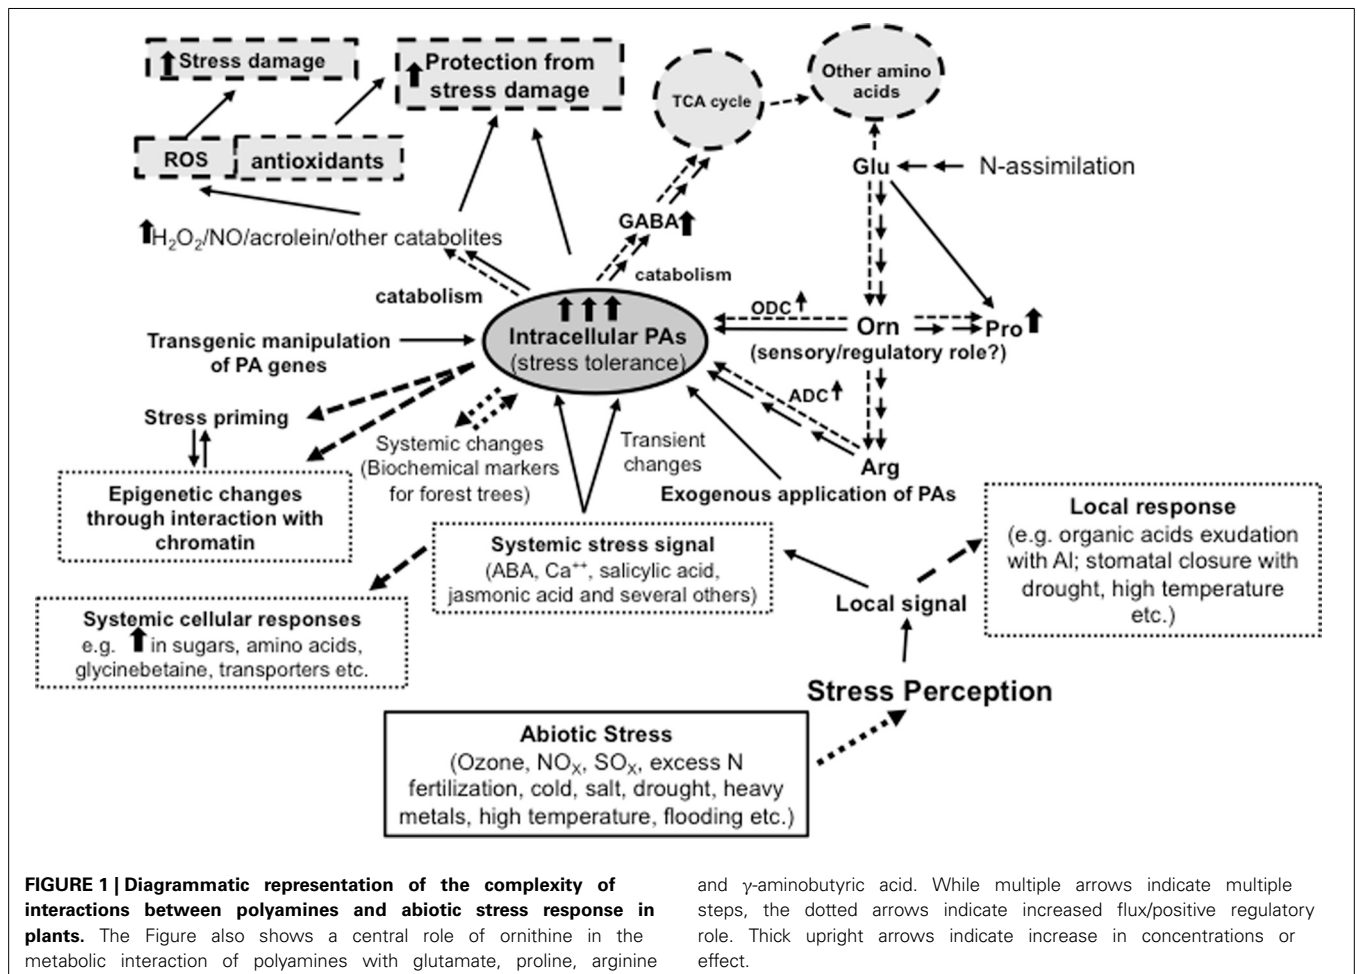 Stress damage
Protection from
stress damage
TCA cycle
Other amino
acids
ROS
antioxidants
Glu
N-assimilation
GABA
H₂O₂/NO/acrolein/other catabolites
catabolism
catabolism
Intracellular PAs
(stress tolerance)
ODC
Orn
Pro
(sensory/regulatory role?)
Transgenic manipulation
of PA genes
ADC
Stress priming
Systemic changes
(Biochemical markers
for forest trees)
Transient
changes
Arg
Exogenous application of PAs
Epigenetic changes
through interaction with
chromatin
Systemic stress signal
(ABA, Ca⁺⁺, salicylic acid,
jasmonic acid and several others)
Local response
(e.g. organic acids exudation
with Al; stomatal closure with
drought, high temperature
etc.)
Local signal
Systemic cellular responses
e.g. in sugars, amino acids,
glycinebetaine, transporters etc.
Stress Perception
Abiotic Stress
(Ozone, NOₓ, SOₓ, excess N
fertilization, cold, salt, drought, heavy
metals, high temperature, flooding etc.)
FIGURE 1 | Diagrammatic representation of the complexity of
interactions between polyamines and abiotic stress response in
plants. The Figure also shows a central role of ornithine in the
metabolic interaction of polyamines with glutamate, proline, arginine
and γ-aminobutyric acid. While multiple arrows indicate multiple
steps, the dotted arrows indicate increased flux/positive regulatory
role. Thick upright arrows indicate increase in concentrations or
effect.